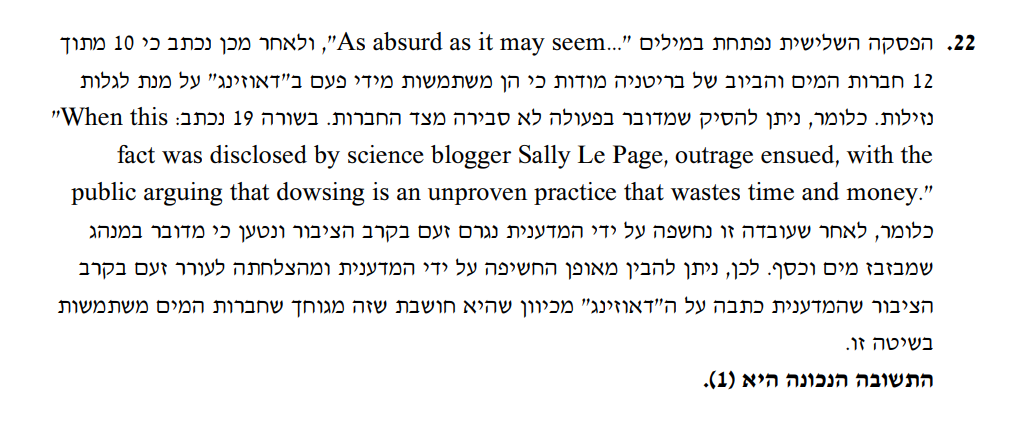 22. הפסקה השלישית נפתחת במילים "As absurd as it may seem...", ולאחר מכן נכתב כי 10 מתוך
12 חברות המים והביוב של בריטניה מודות כי הן משתמשות מידי פעם ב"דאוזינג" על מנת לגלות
נזילות. כלומר, ניתן להסיק שמדובר בפעולה לא סבירה מצד החברות. בשורה 19 נכתב: "When this
fact was disclosed by science blogger Sally Le Page, outrage ensued, with the
public arguing that dowsing is an unproven practice that wastes time and money."
כלומר, לאחר שעובדה זו נחשפה על ידי המדענית נגרם זעם בקרב הציבור ונטען כי מדובר במנהג
שמבזבז מים וכסף. לכן, ניתן להבין מאופן החשיפה על ידי המדענית ומהצלחתה לעורר זעם בקרב
הציבור שהמדענית כתבה על ה"דאוזינג" מכיוון שהיא חושבת שזה מגוחך שחברות המים משתמשות
בשיטה זו.
התשובה הנכונה היא (1).